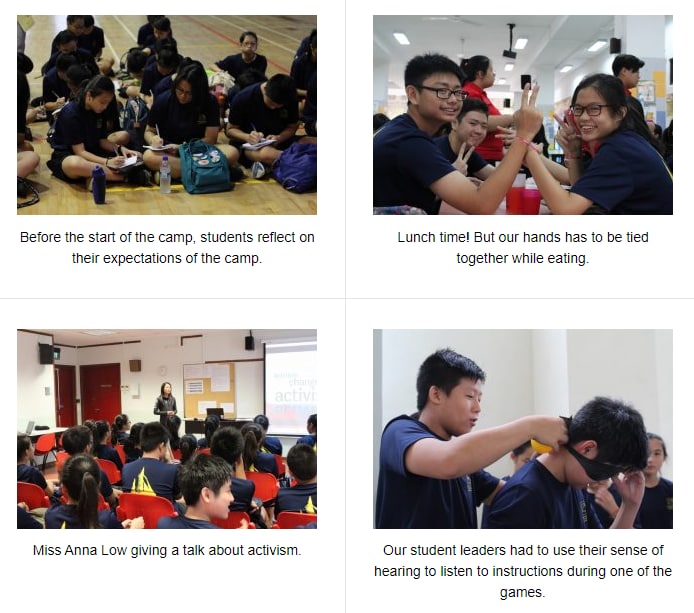 Before the start of the camp, students reflect on
their expectations of the camp.
Lunch time! But our hands has to be tied
together while eating.
change
activi
Miss Anna Low giving a talk about activism.
Our student leaders had to use their sense of
hearing to listen to instructions during one of the
games.